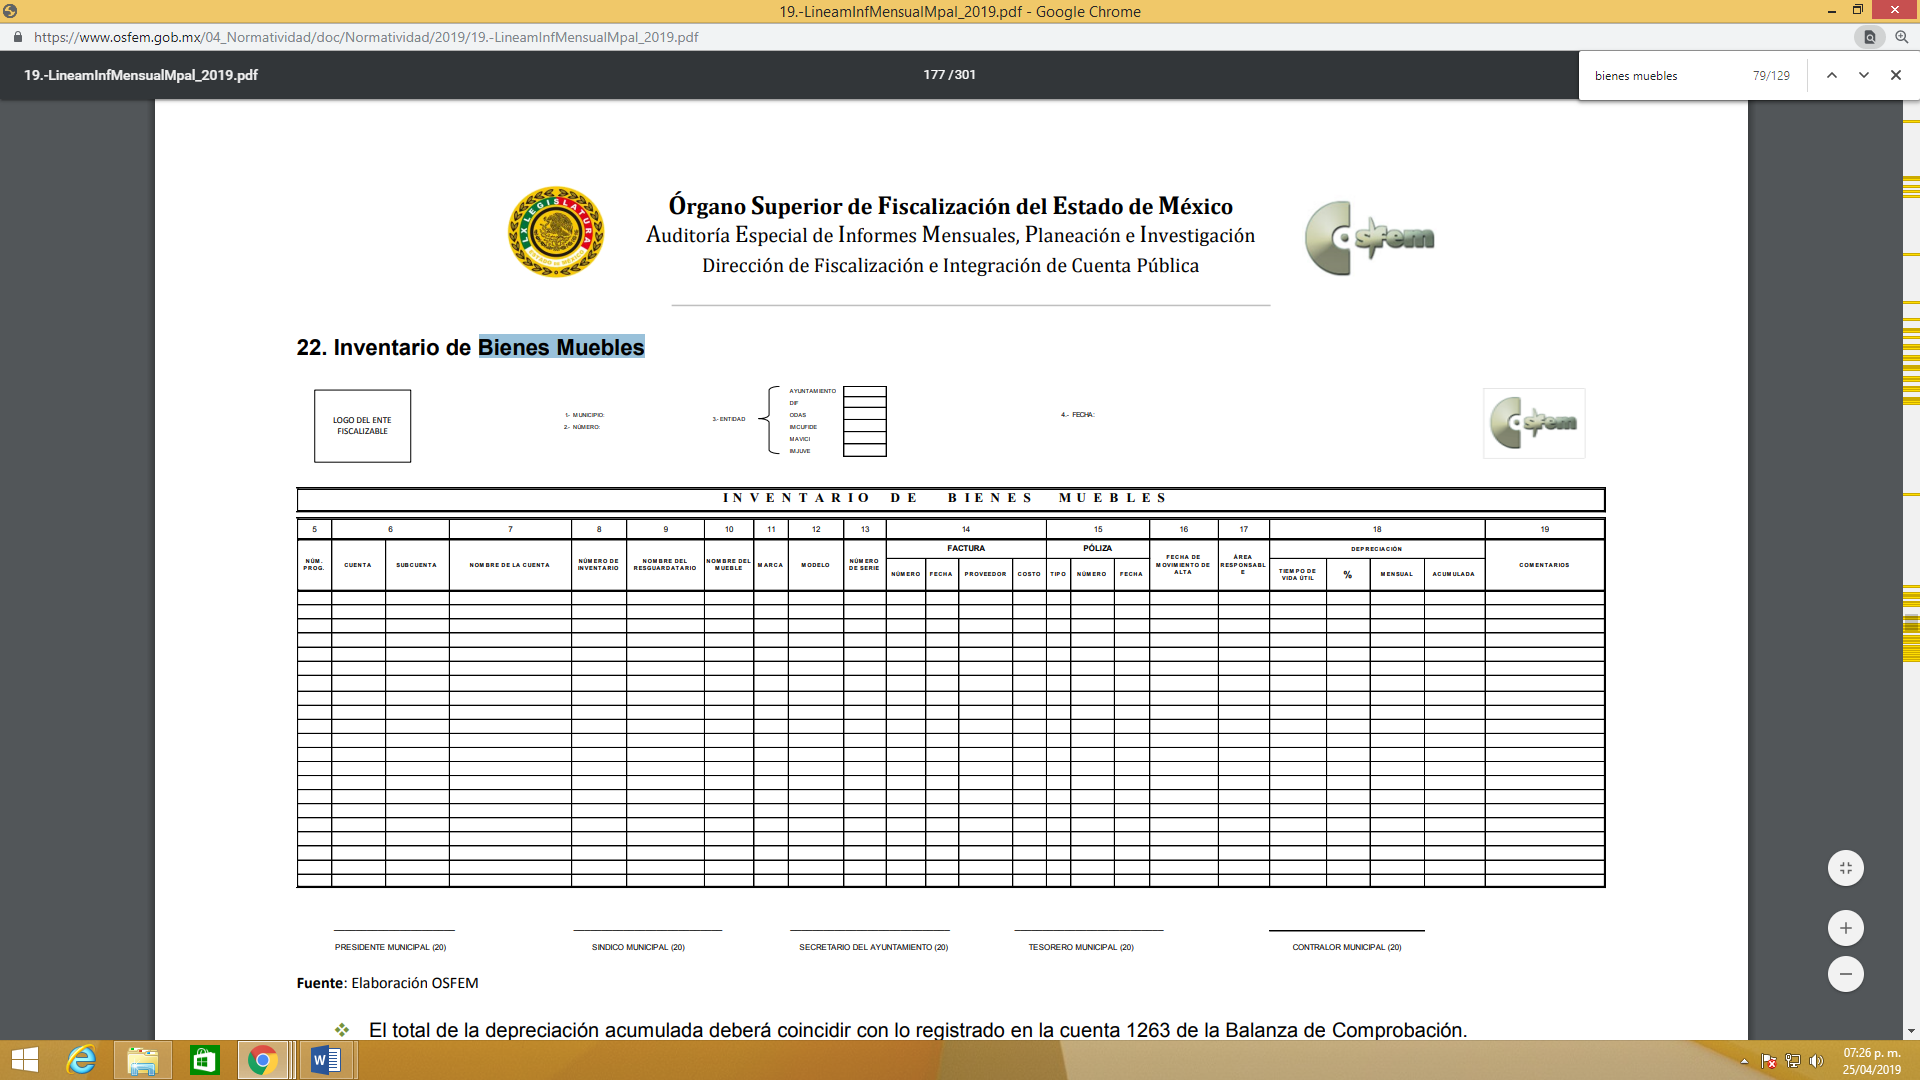 19.-LineamInfMensualMpal_2019.pdf - Google Chrome
https://www.osfem.gob.mx/04_Normatividad/doc/Normatividad/2019/19.-LineamInfMensualMpal_2019.pdf
19.-LineamInfMensualMpal_2019.pdf
177 / 301
bienes muebles
79/129
LX LEGISLATURA
ESTADO DE MÉXICO
Órgano Superior de Fiscalización del Estado de México
Auditoría Especial de Informes Mensuales, Planeación e Investigación
Dirección de Fiscalización e Integración de Cuenta Pública
osfem
22. Inventario de Bienes Muebles
LOGO DEL ENTE
FISCALIZABLE
1- MUNICIPIO:
2.- NÚMERO:
3.- ENTIDAD
AYUNTAMIENTO
DIF
ODAS
IMCUFIDE
MAVICI
IMJUVE
4.- FECHA:
osfem
INVENTARIO DE BIENES MUEBLES
5 6 7 8 9 10 11 12 13 14 15 16 17 18 19
NÚM. PROG.
CUENTA
SUBCUENTA
NOMBRE DE LA CUENTA
NÚMERO DE INVENTARIO
NOMBRE DEL RESGUARDATARIO
NOMBRE DEL MUEBLE
MARCA
MODELO
NÚMERO DE SERIE
FACTURA
NÚMERO
FECHA
PROVEEDOR
COSTO
PÓLIZA
TIPO
NÚMERO
FECHA
FECHA DE MOVIMIENTO DE ALTA
ÁREA RESPONSABLE
DEPRECIACIÓN
TIEMPO DE VIDA ÚTIL
%
MENSUAL
ACUMULADA
COMENTARIOS
PRESIDENTE MUNICIPAL (20)
SINDICO MUNICIPAL (20)
SECRETARIO DEL AYUNTAMIENTO (20)
TESORERO MUNICIPAL (20)
CONTRALOR MUNICIPAL (20)
Fuente: Elaboración OSFEM
❖ El total de la depreciación acumulada deberá coincidir con lo registrado en la cuenta 1263 de la Balanza de Comprobación.
07:26 p. m.
25/04/2019